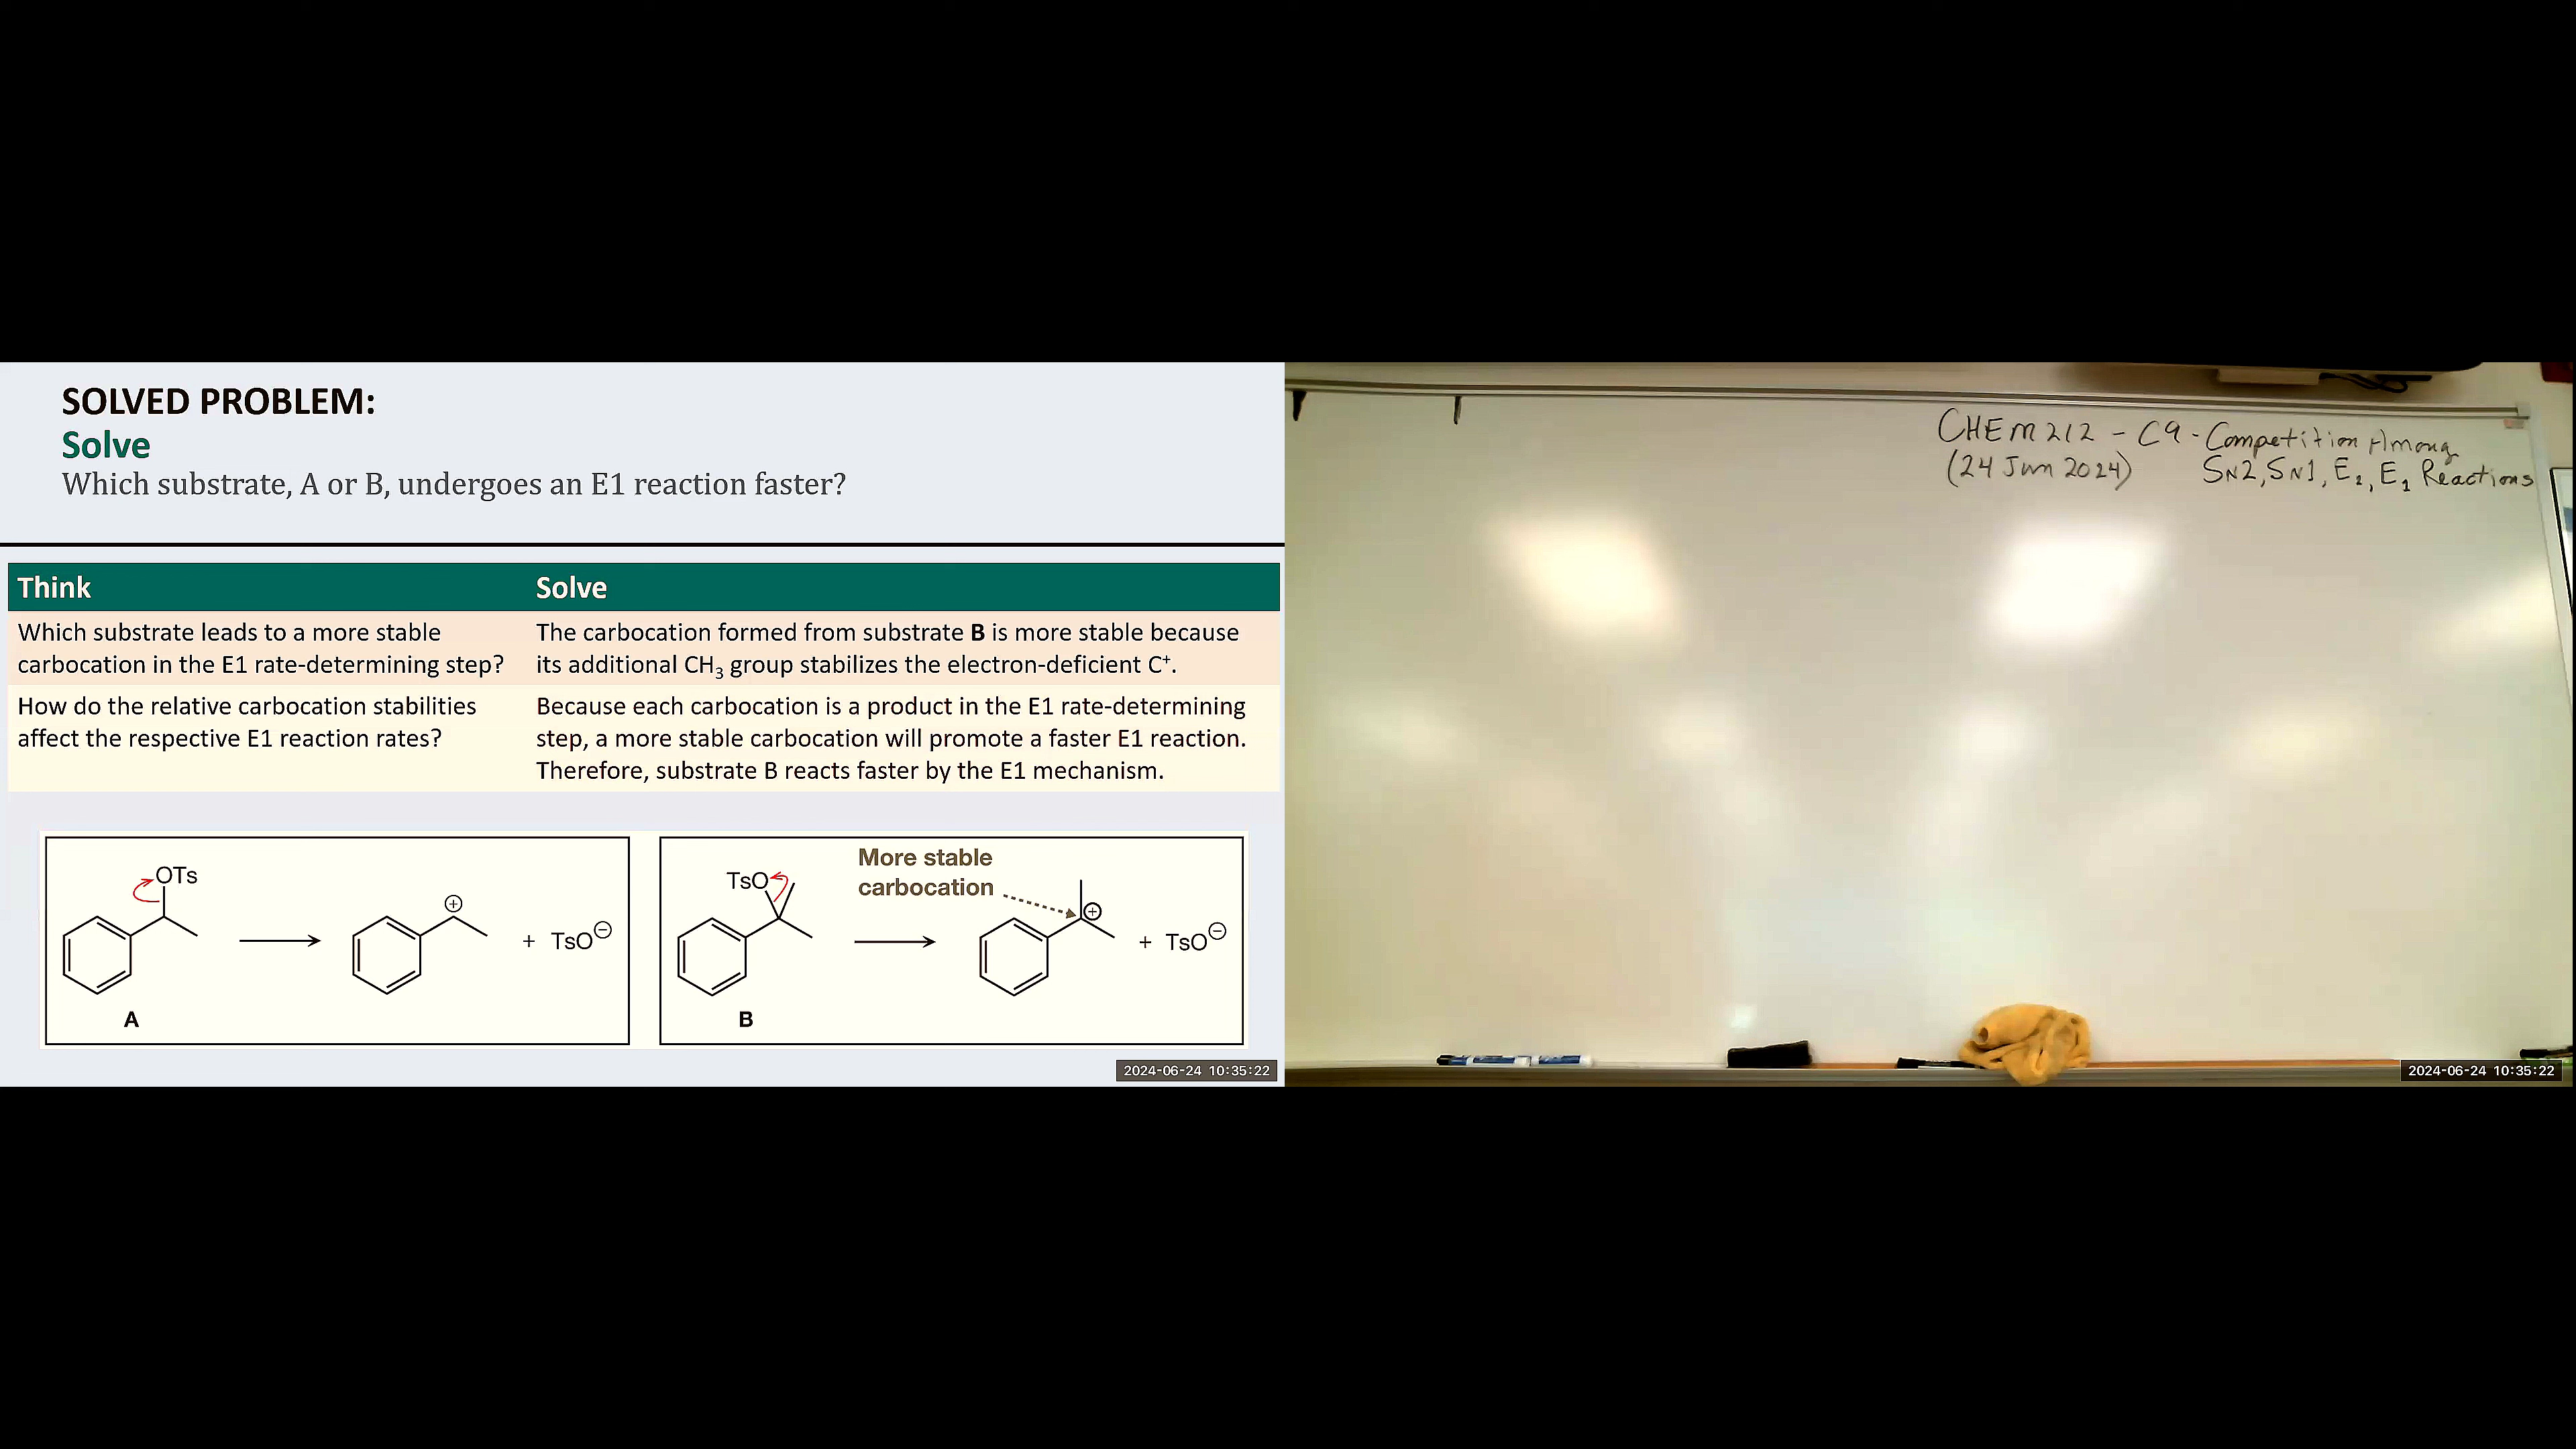 SOLVED PROBLEM:
Solve
Which substrate, A or B, undergoes an E1 reaction faster?
Think
Solve
Which substrate leads to a more stable
carbocation in the E1 rate-determining step?
The carbocation formed from substrate B is more stable because
its additional CH₃ group stabilizes the electron-deficient C⁺.
How do the relative carbocation stabilities
affect the respective E1 reaction rates?
Because each carbocation is a product in the E1 rate-determining
step, a more stable carbocation will promote a faster E1 reaction.
Therefore, substrate B reacts faster by the E1 mechanism.
OTs
⊕
+ TsO⊖
A
TsO
More stable
carbocation
⊕
+ TsO⊖
B
2024-06-24 10:35:22
CHEM 212 - C9 - Competition Among
(24 Jun 2024) SN2, SN1, E₂, E₁ Reactions
2024-06-24 10:35:22